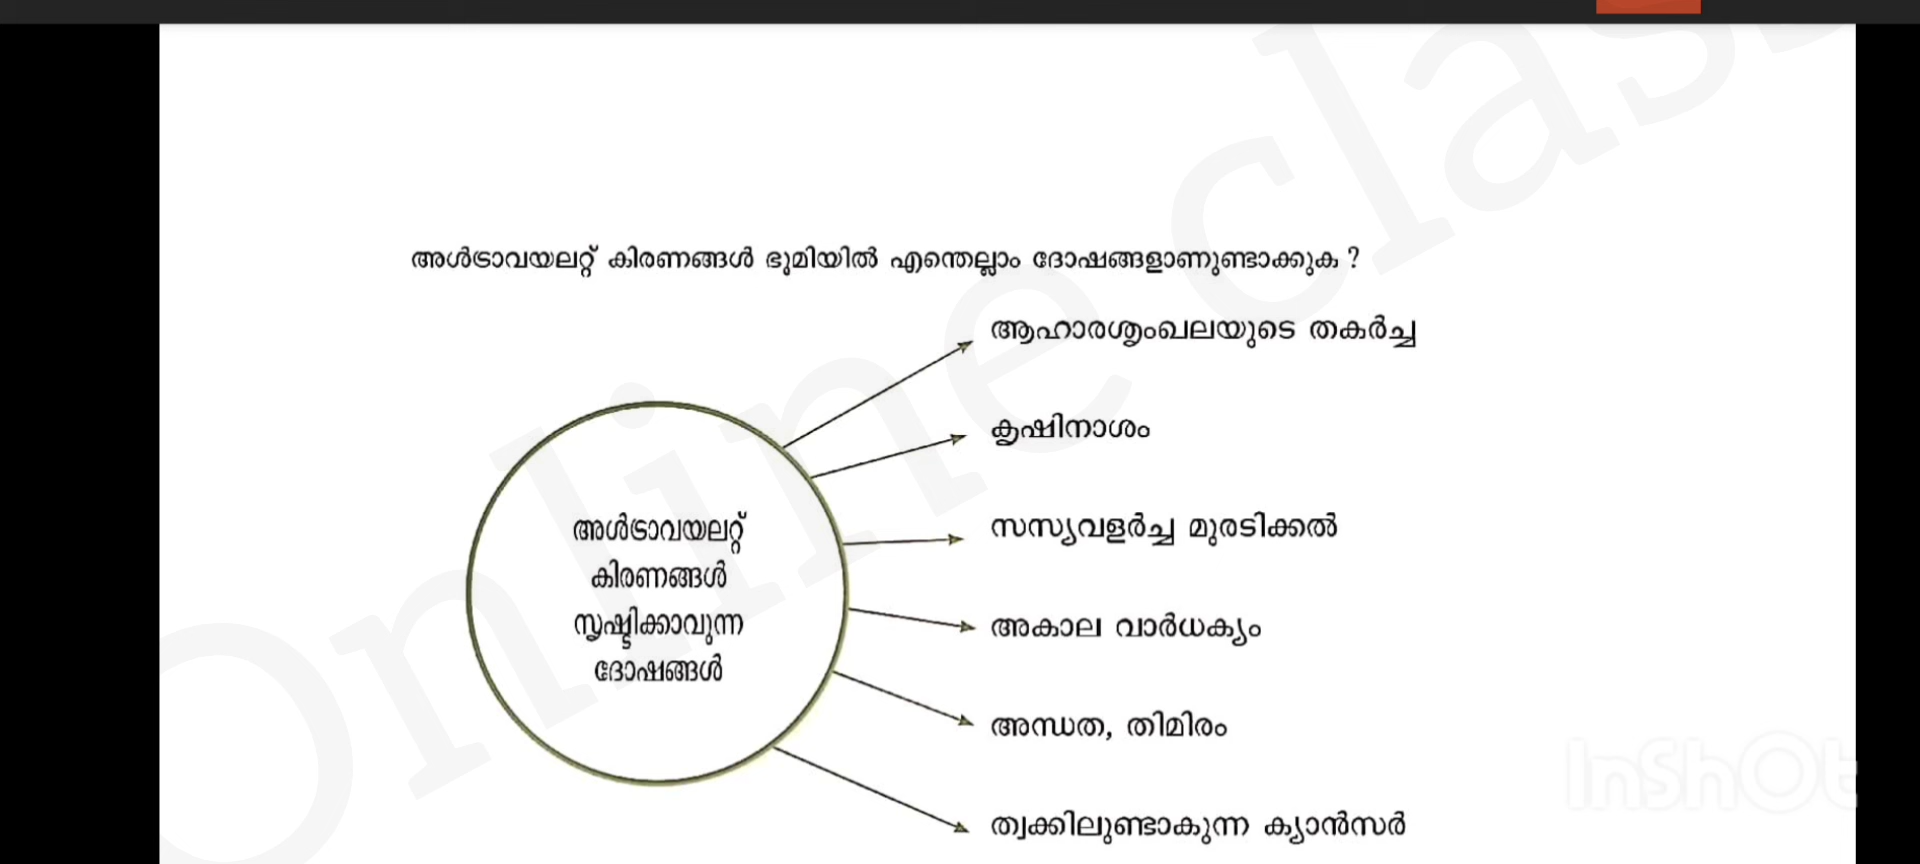 അൾട്രാവയലറ്റ് കിരണങ്ങൾ ഭൂമിയിൽ എന്തെല്ലാം ദോഷങ്ങളാണുണ്ടാക്കുക ?
ആഹാരശൃംഖലയുടെ തകർച്ച
കൃഷിനാശം
സസ്യവളർച്ച മുരടിക്കൽ
അകാല വാർധക്യം
അന്ധത, തിമിരം
ത്വക്കിലുണ്ടാകുന്ന ക്യാൻസർ
അൾട്രാവയലറ്റ്
കിരണങ്ങൾ
സൃഷ്ടിക്കാവുന്ന
ദോഷങ്ങൾ
Online class
InShOt